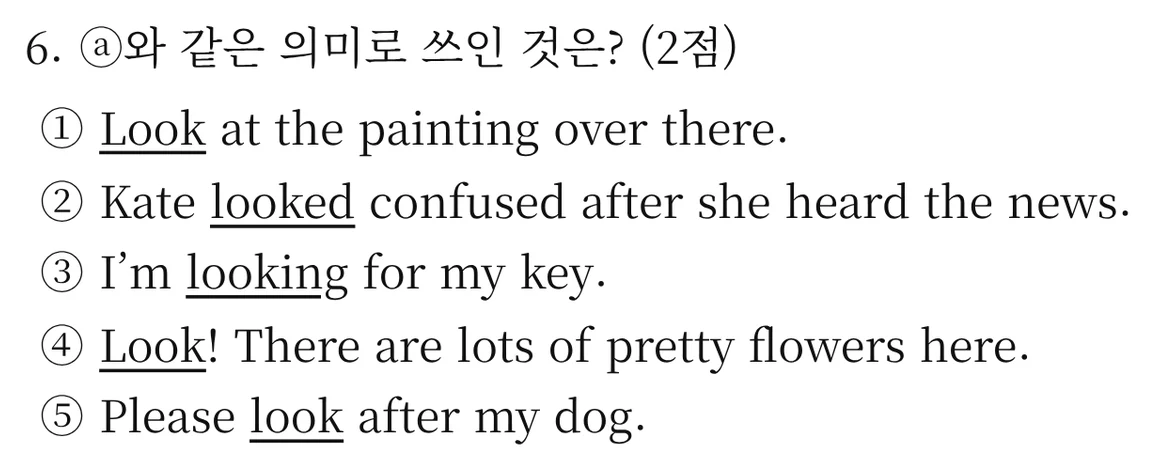 6. ⓐ와 같은 의미로 쓰인 것은? (2점)
① Look at the painting over there.
② Kate looked confused after she heard the news.
③ I’m looking for my key.
④ Look! There are lots of pretty flowers here.
⑤ Please look after my dog.